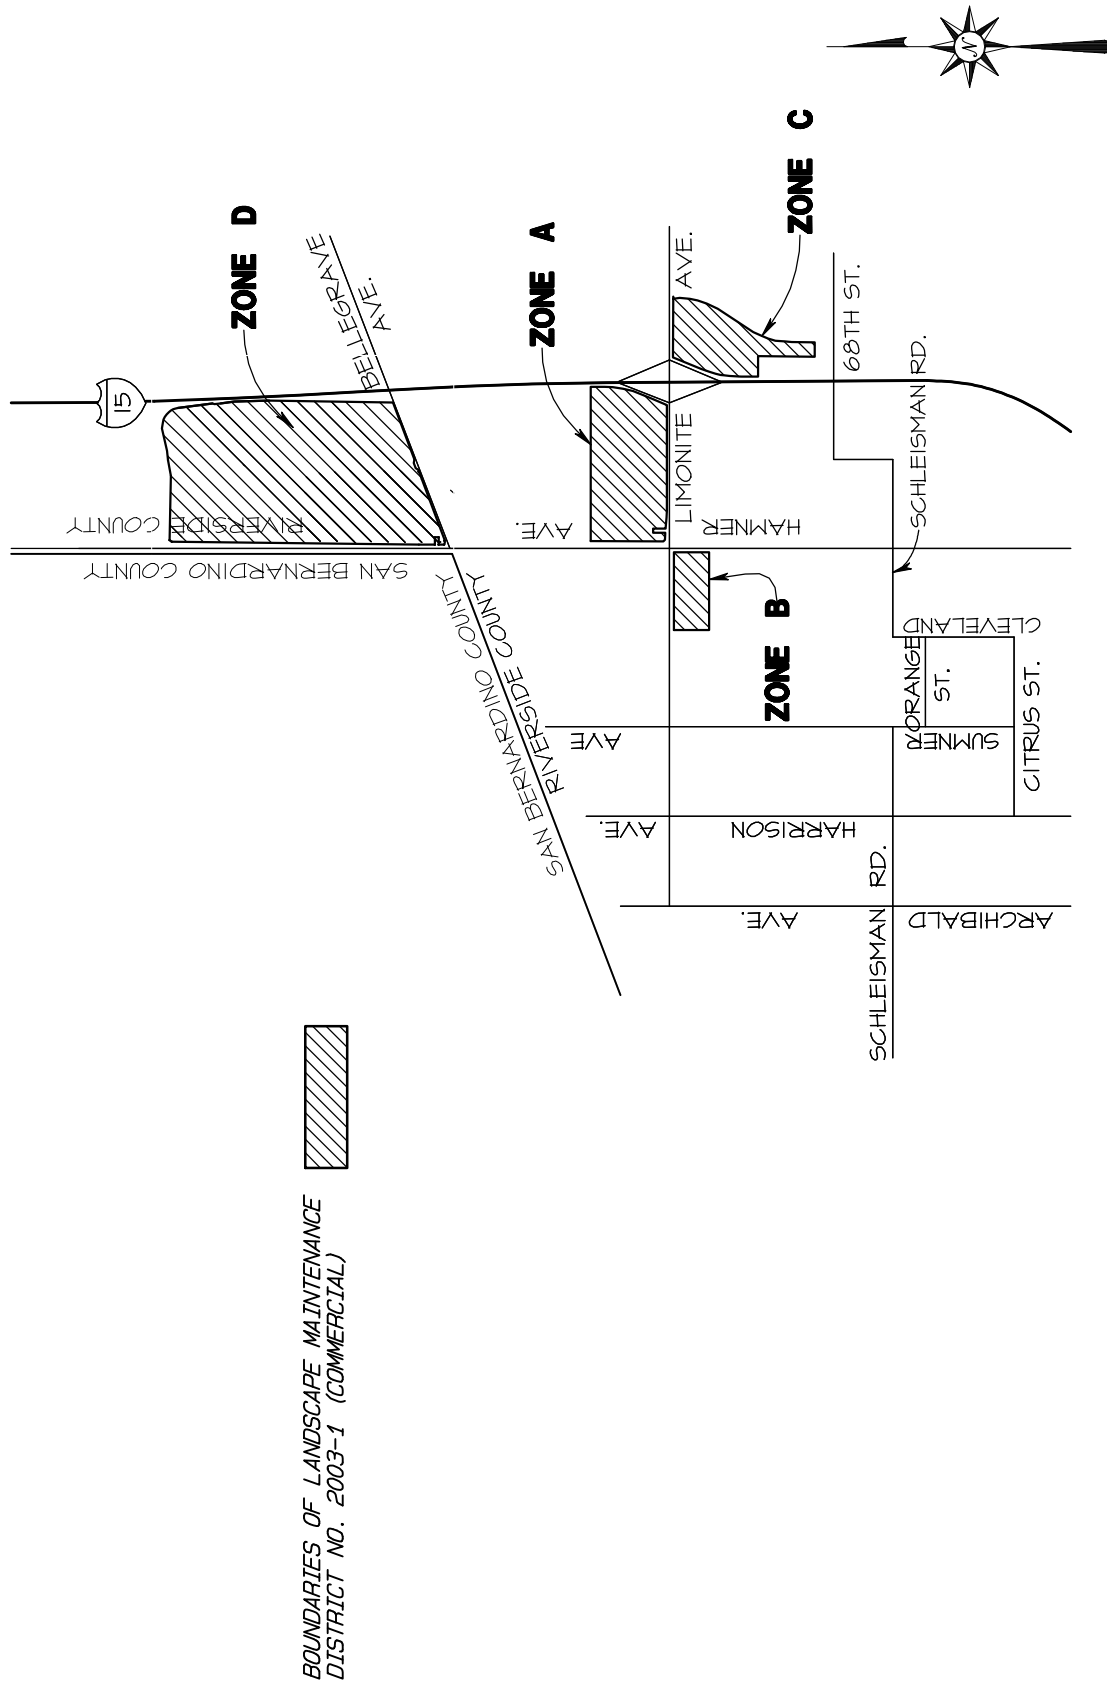 N
ZONE C
ZONE D
ZONE A
BELLEGRAVE
AVE.
15
LIMONITE AVE.
68TH ST.
SCHLEISMAN RD.
RIVERSIDE COUNTY
SAN BERNARDINO COUNTY
HAMNER AVE.
SAN BERNARDINO COUNTY
RIVERSIDE COUNTY
ZONE B
CLEVELAND
ORANGE
ST.
CITRUS ST.
SUMNER AVE
HARRISON AVE.
ARCHIBALD AVE.
SCHLEISMAN RD.
BOUNDARIES OF LANDSCAPE MAINTENANCE
DISTRICT NO. 2003-1 (COMMERCIAL)